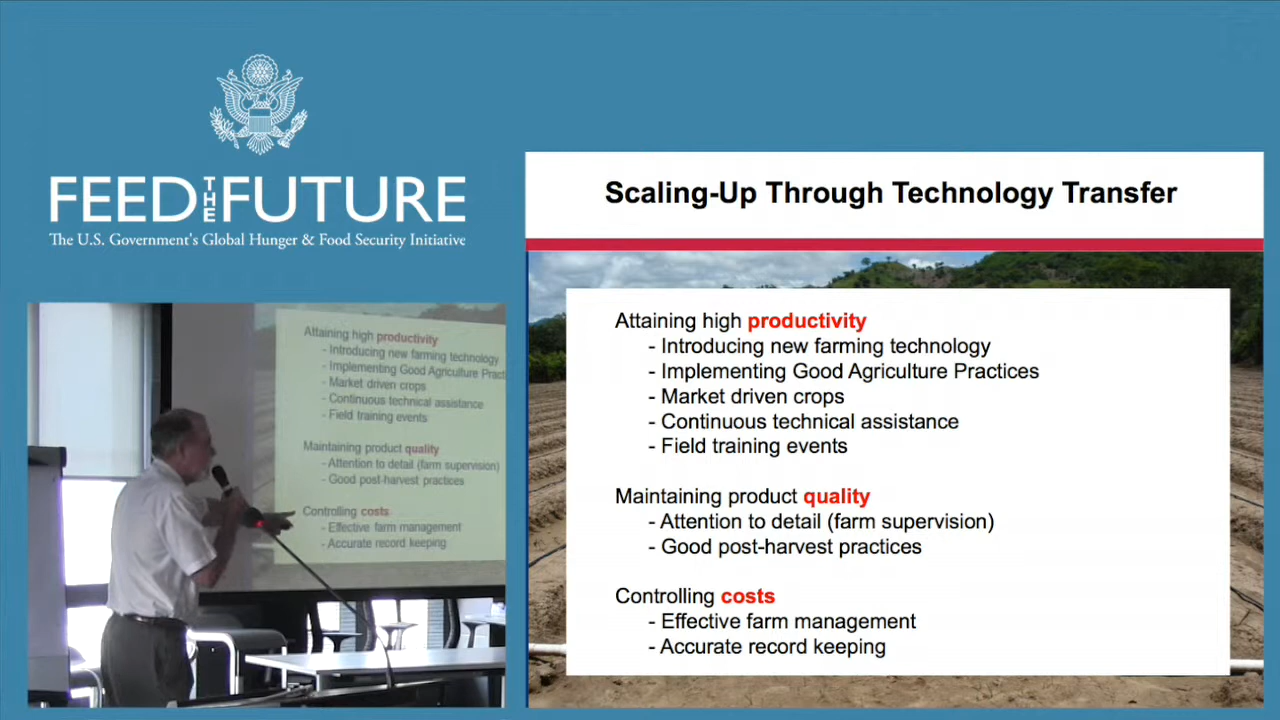 FEED THE FUTURE
The U.S. Government's Global Hunger & Food Security Initiative
Scaling-Up Through Technology Transfer
Attaining high productivity
- Introducing new farming technology
- Implementing Good Agriculture Practices
- Market driven crops
- Continuous technical assistance
- Field training events
Maintaining product quality
- Attention to detail (farm supervision)
- Good post-harvest practices
Controlling costs
- Effective farm management
- Accurate record keeping
Attaining high productivity
- Introducing new farming technology
- Implementing Good Agriculture Pract
- Market driven crops
- Continuous technical assistance
- Field training events
Maintaining product quality
- Attention to detail (farm supervision)
- Good post-harvest practices
Controlling costs
- Effective farm management
- Accurate record keeping